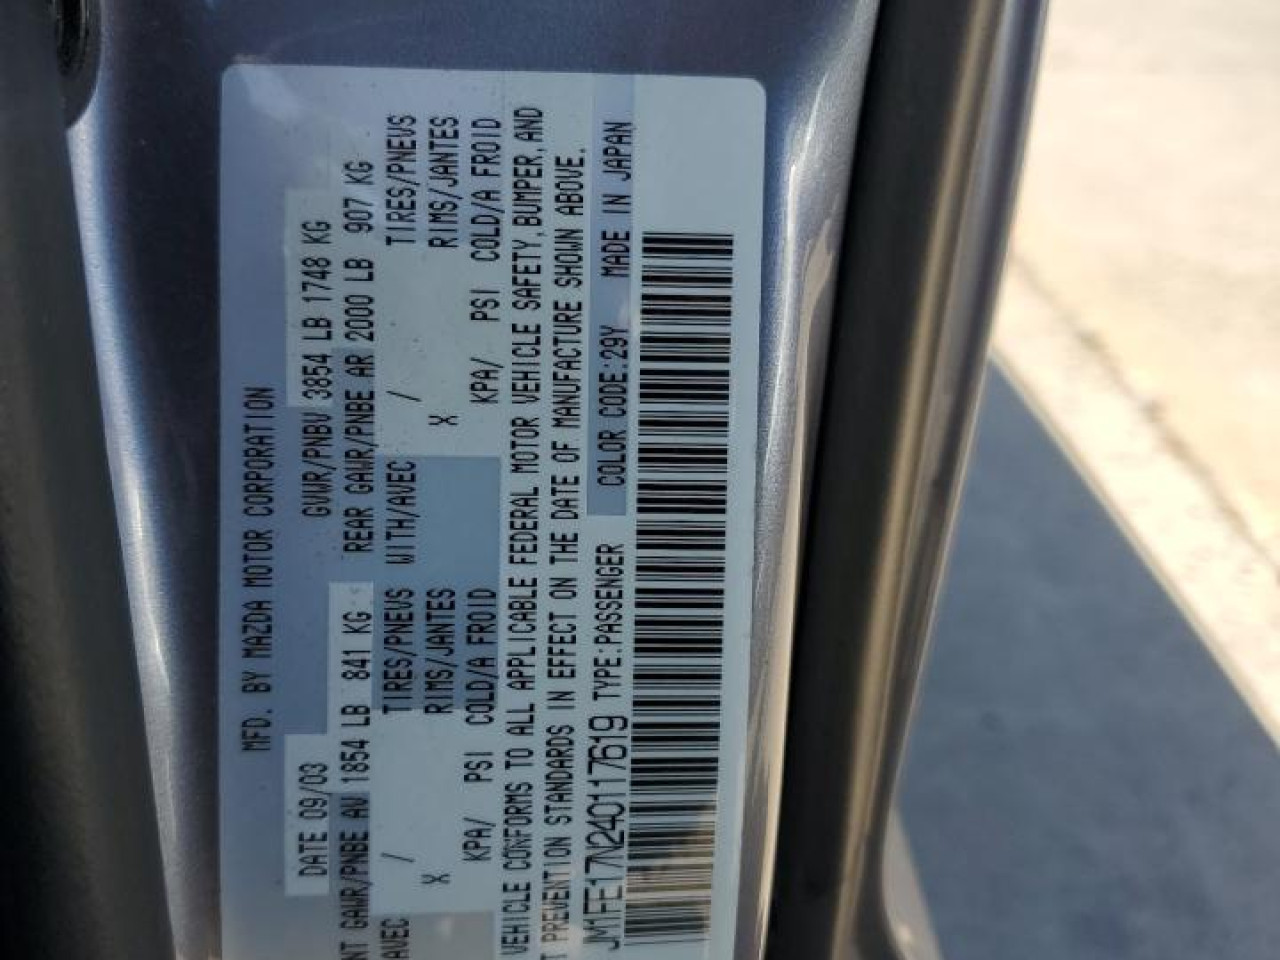 MFD. BY MAZDA MOTOR CORPORATION
DATE 09/03 GVWR/PNBV 3854 LB 1748 KG
NT GAWR/PNBE AV 1854 LB 841 KG REAR GAWR/PNBE AR 2000 LB 907 KG
AVEC / TIRES/PNEUS WITH/AVEC / TIRES/PNEUS
X RIMS/JANTES X RIMS/JANTES
KPA/ PSI COLD/A FROID KPA/ PSI COLD/A FROID
VEHICLE CONFORMS TO ALL APPLICABLE FEDERAL MOTOR VEHICLE SAFETY, BUMPER, AND
T PREVENTION STANDARDS IN EFFECT ON THE DATE OF MANUFACTURE SHOWN ABOVE.
JM1FE17N240117619 TYPE:PASSENGER COLOR CODE:29Y MADE IN JAPAN